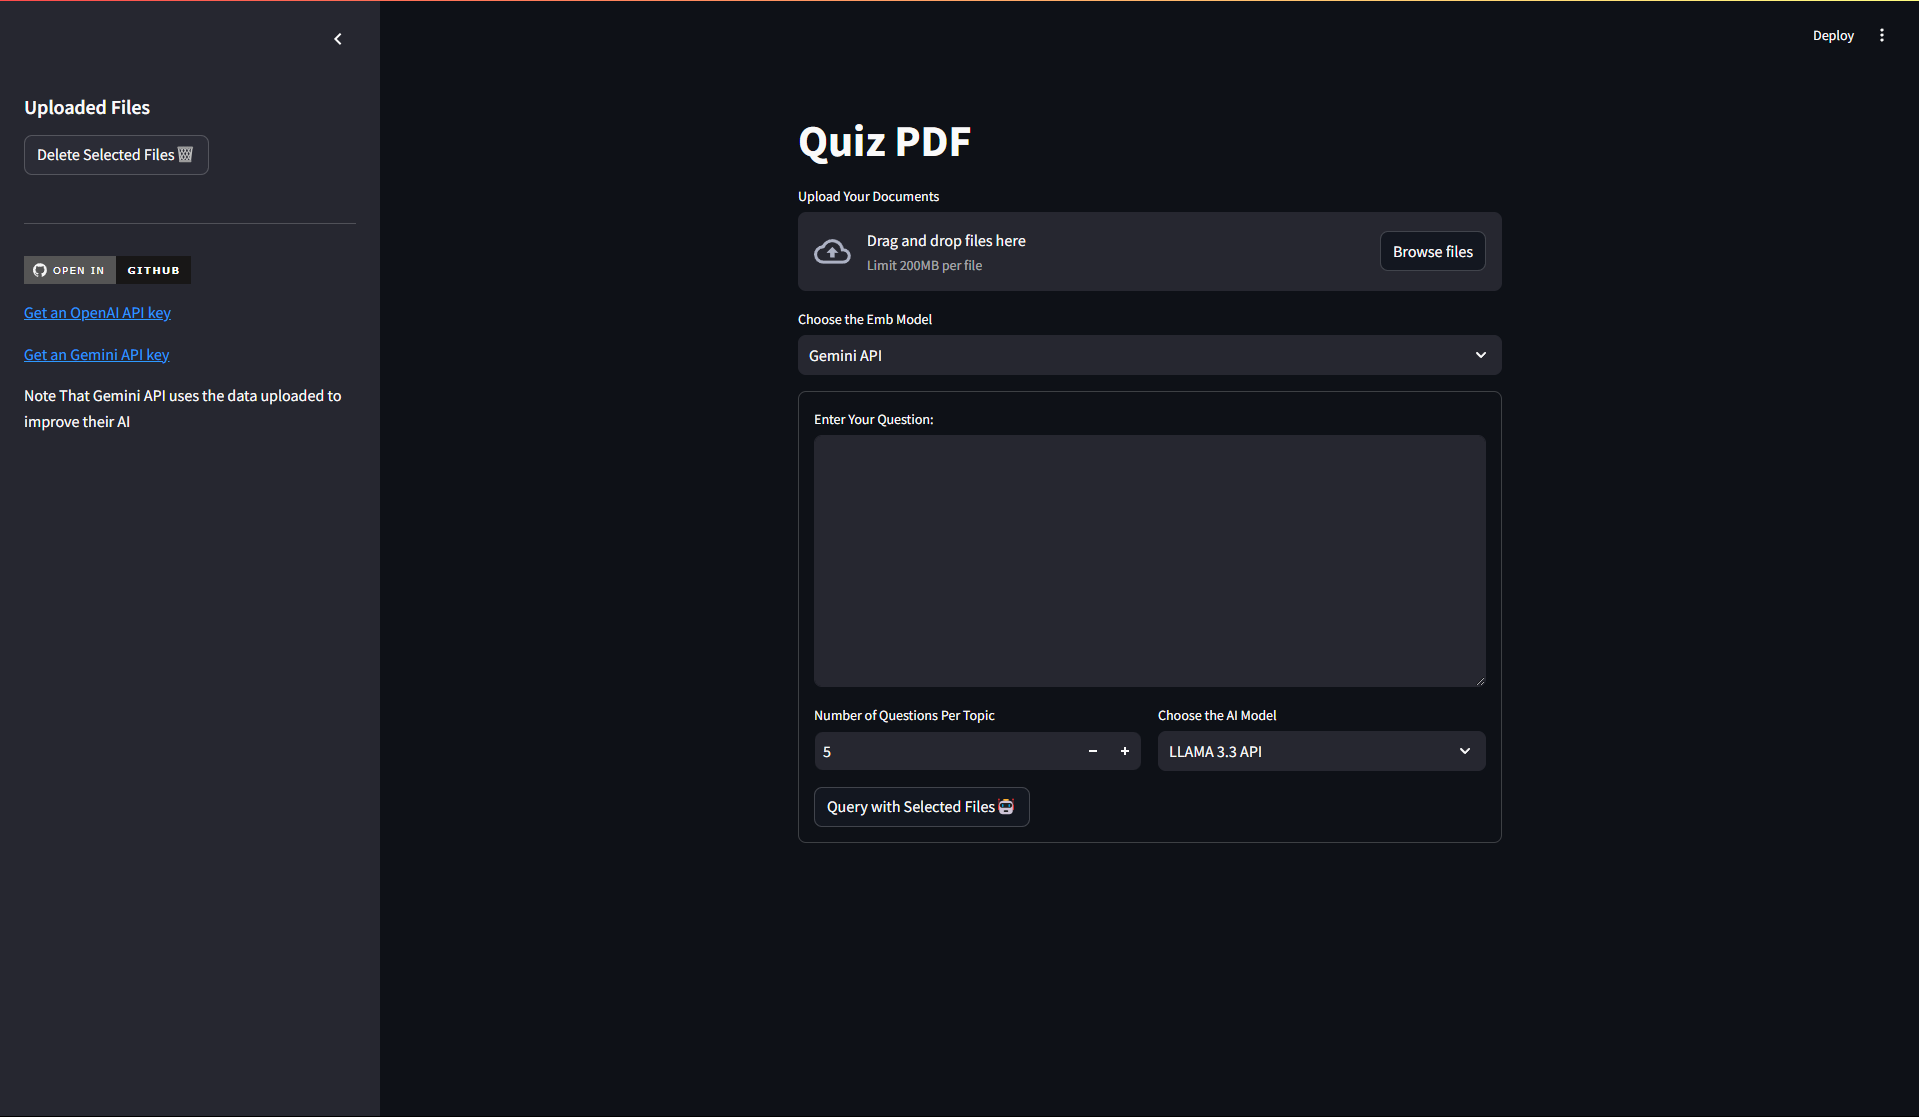 Deploy
Uploaded Files
Delete Selected Files🗑️
OPEN IN GITHUB
Get an OpenAI API key
Get an Gemini API key
Note That Gemini API uses the data uploaded to
improve their AI
Quiz PDF
Upload Your Documents
Drag and drop files here
Limit 200MB per file
Browse files
Choose the Emb Model
Gemini API
Enter Your Question:
Number of Questions Per Topic
5
Choose the AI Model
LLAMA 3.3 API
Query with Selected Files🤖